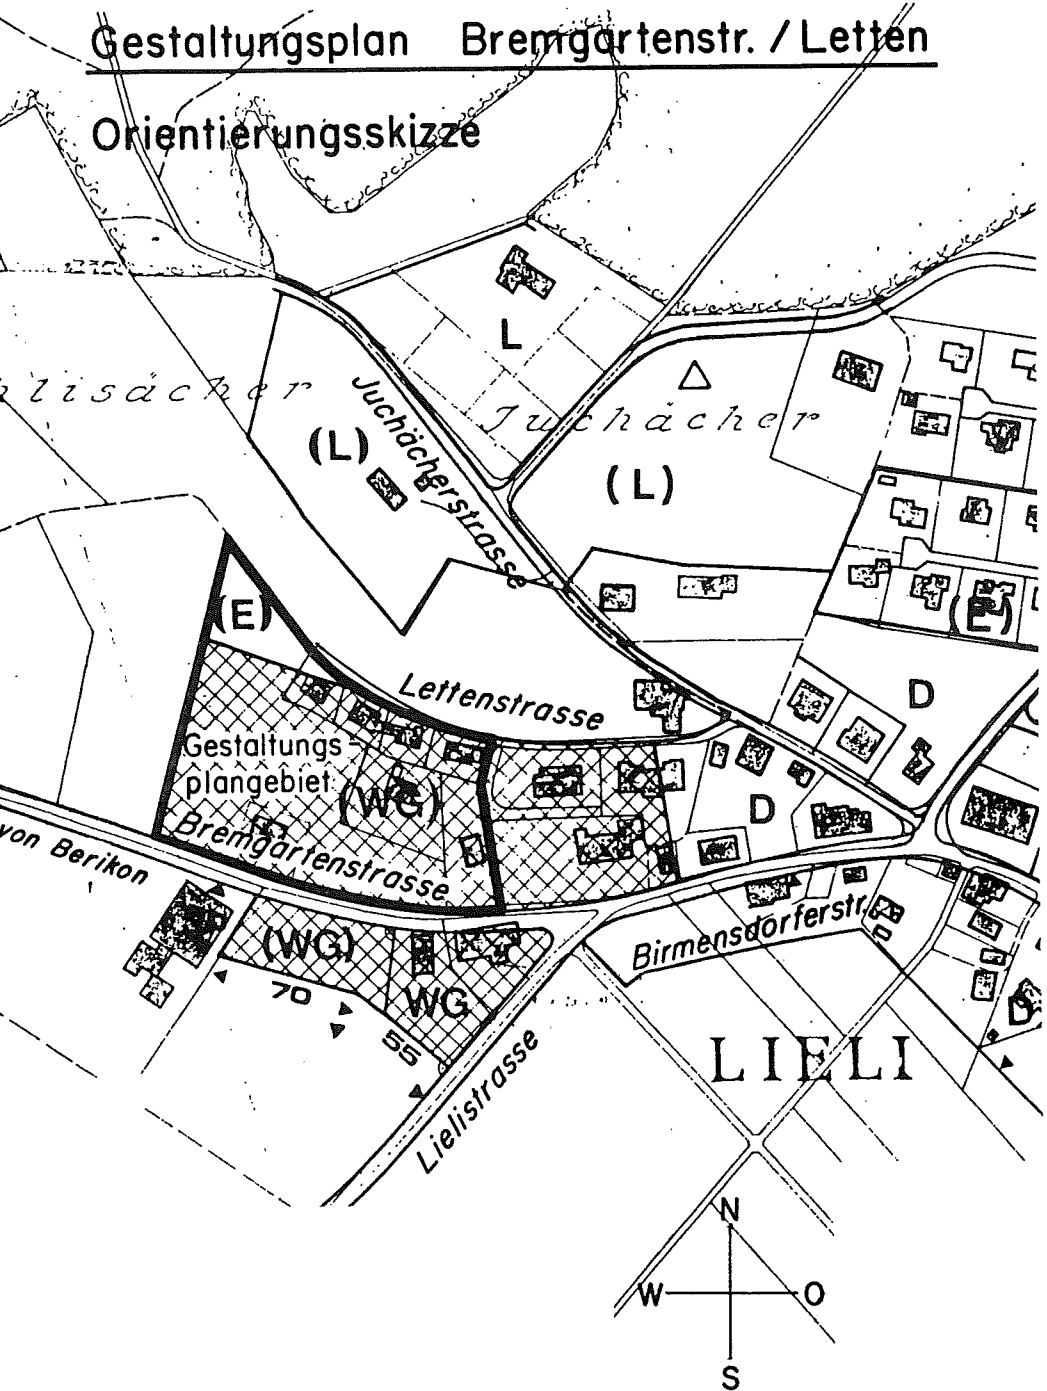 Gestaltungsplan Bremgartenstr. / Letten
Orientierungsskizze
L
lisächer
Juchächer
Juchächerstrasse
(L)
(L)
(E)
(E)
Lettenstrasse
D
Gestaltungs=
plangebiet
(WG)
D
Bremgartenstrasse
von Berikon
Birmensdorferstr.
(WG)
70
WG
55
D
LIELI
Lielistrasse
N
W O
S